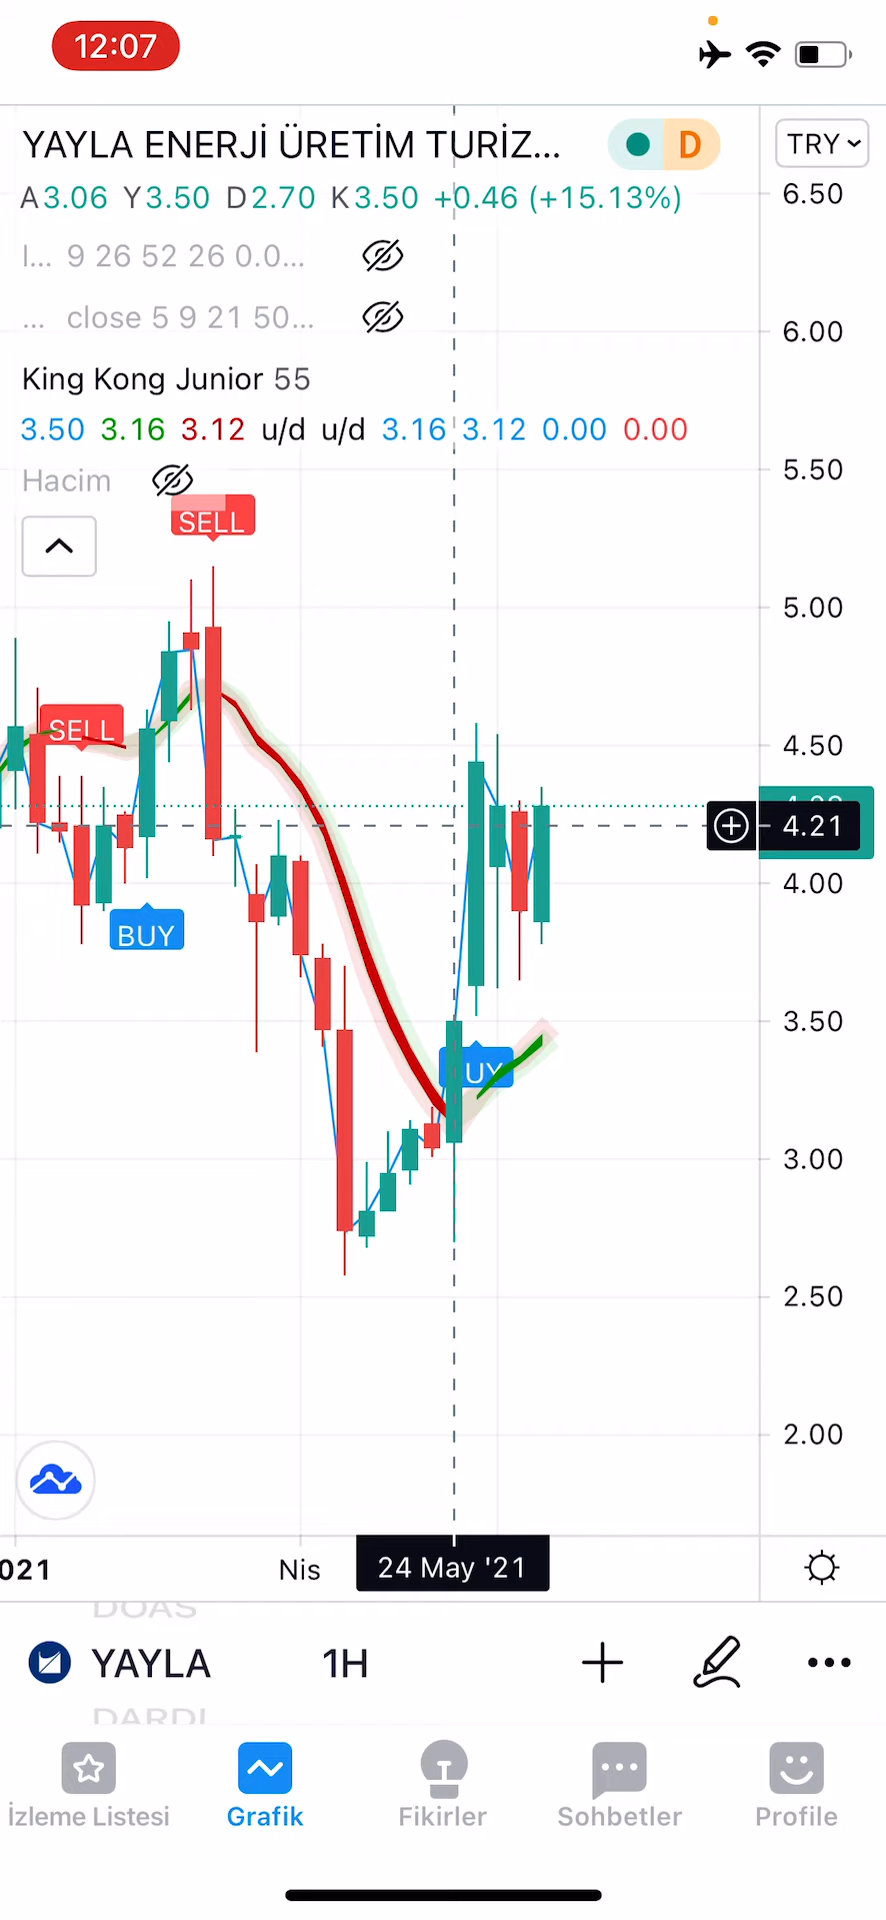 12:07
YAYLA ENERJİ ÜRETİM TURİZ...
D
TRY
A3.06 Y3.50 D2.70 K3.50 +0.46 (+15.13%)
I... 9 26 52 26 0.0...
... close 5 9 21 50...
King Kong Junior 55
3.50 3.16 3.12 u/d u/d 3.16 3.12 0.00 0.00
Hacim
SELL
SELL
BUY
UY
6.50
6.00
5.50
5.00
4.50
4.21
4.00
3.50
3.00
2.50
2.00
021
Nis
24 May '21
DOAS
YAYLA
1H
DARDL
İzleme Listesi
Grafik
Fikirler
Sohbetler
Profile